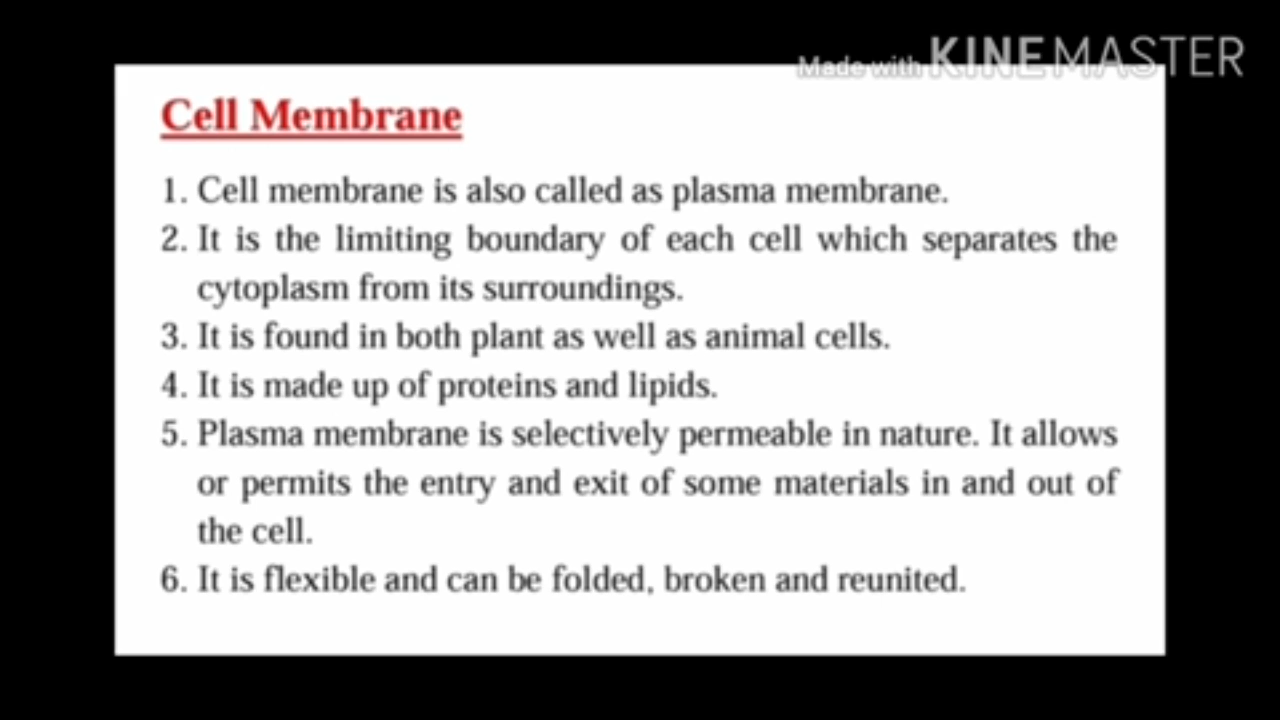 Made with KINEMASTER
Cell Membrane
1. Cell membrane is also called as plasma membrane.
2. It is the limiting boundary of each cell which separates the
cytoplasm from its surroundings.
3. It is found in both plant as well as animal cells.
4. It is made up of proteins and lipids.
5. Plasma membrane is selectively permeable in nature. It allows
or permits the entry and exit of some materials in and out of
the cell.
6. It is flexible and can be folded, broken and reunited.